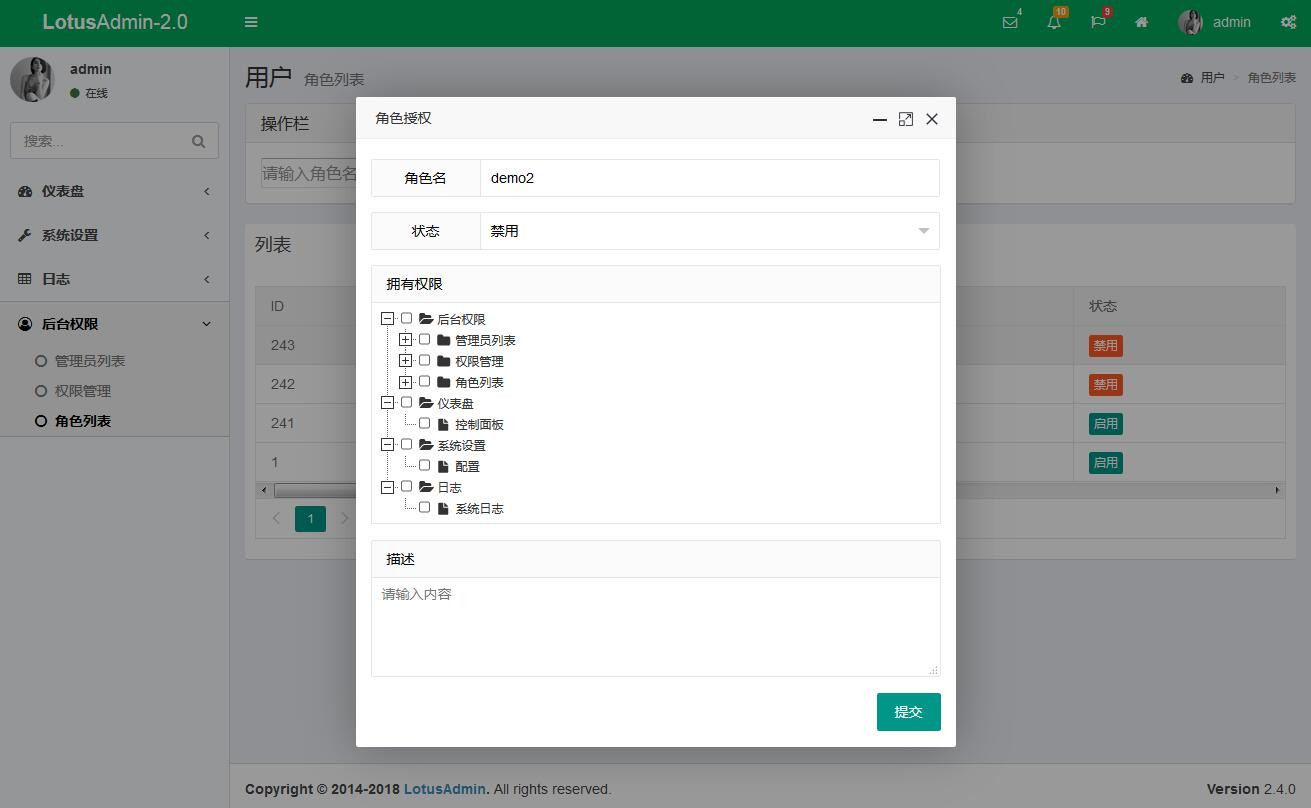 LotusAdmin-2.0
4
10
9
admin
admin
在线
搜索...
仪表盘
系统设置
日志
后台权限
管理员列表
权限管理
角色列表
用户 角色列表
用户 > 角色列表
操作栏
请输入角色名
列表
ID
状态
243
禁用
242
禁用
241
启用
1
启用
1
角色授权
角色名 demo2
状态 禁用
拥有权限
后台权限
管理员列表
权限管理
角色列表
仪表盘
控制面板
系统设置
配置
日志
系统日志
描述
请输入内容
提交
Copyright © 2014-2018 LotusAdmin. All rights reserved.
Version 2.4.0